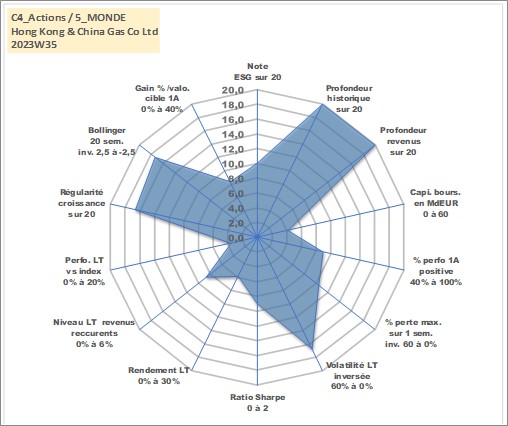 C4_Actions / 5_MONDE
Hong Kong & China Gas Co Ltd
2023W35
Note
ESG sur 20
Profondeur
historique
sur 20
Profondeur
revenus
sur 20
Capi. bours.
en MdEUR
0 à 60
% perfo 1A
positive
40% à 100%
% perte max.
sur 1 sem.
inv. 60 à 0%
Volatilité LT
inversée
60% à 0%
Ratio Sharpe
0 à 2
Rendement LT
0% à 30%
Niveau LT revenus
reccurents
0% à 6%
Perfo. LT
vs index
0% à 20%
Régularité
croissance
sur 20
Bollinger
20 sem.
inv. 2,5 à -2,5
Gain % /valo.
cible 1A
0% à 40%
20,0
18,0
16,0
14,0
12,0
10,0
8,0
6,0
4,0
2,0
0,0